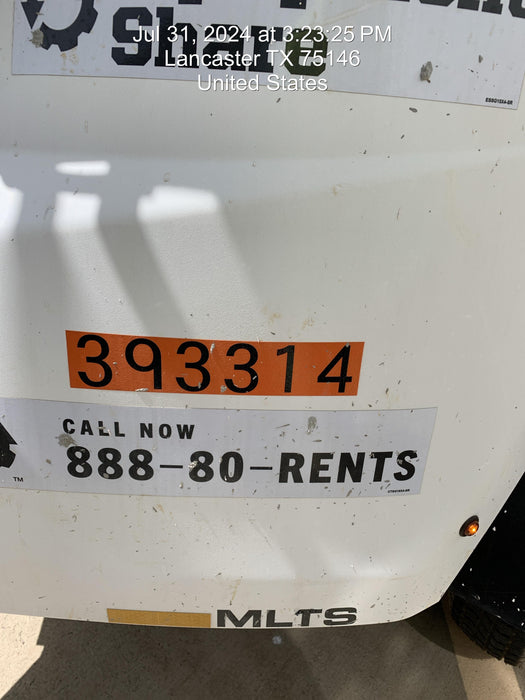 Jul 31, 2024 at 3:23:25 PM
Lancaster TX 75146
United States
Share
393314
CALL NOW
888-80-RENTS
TM
MLTS